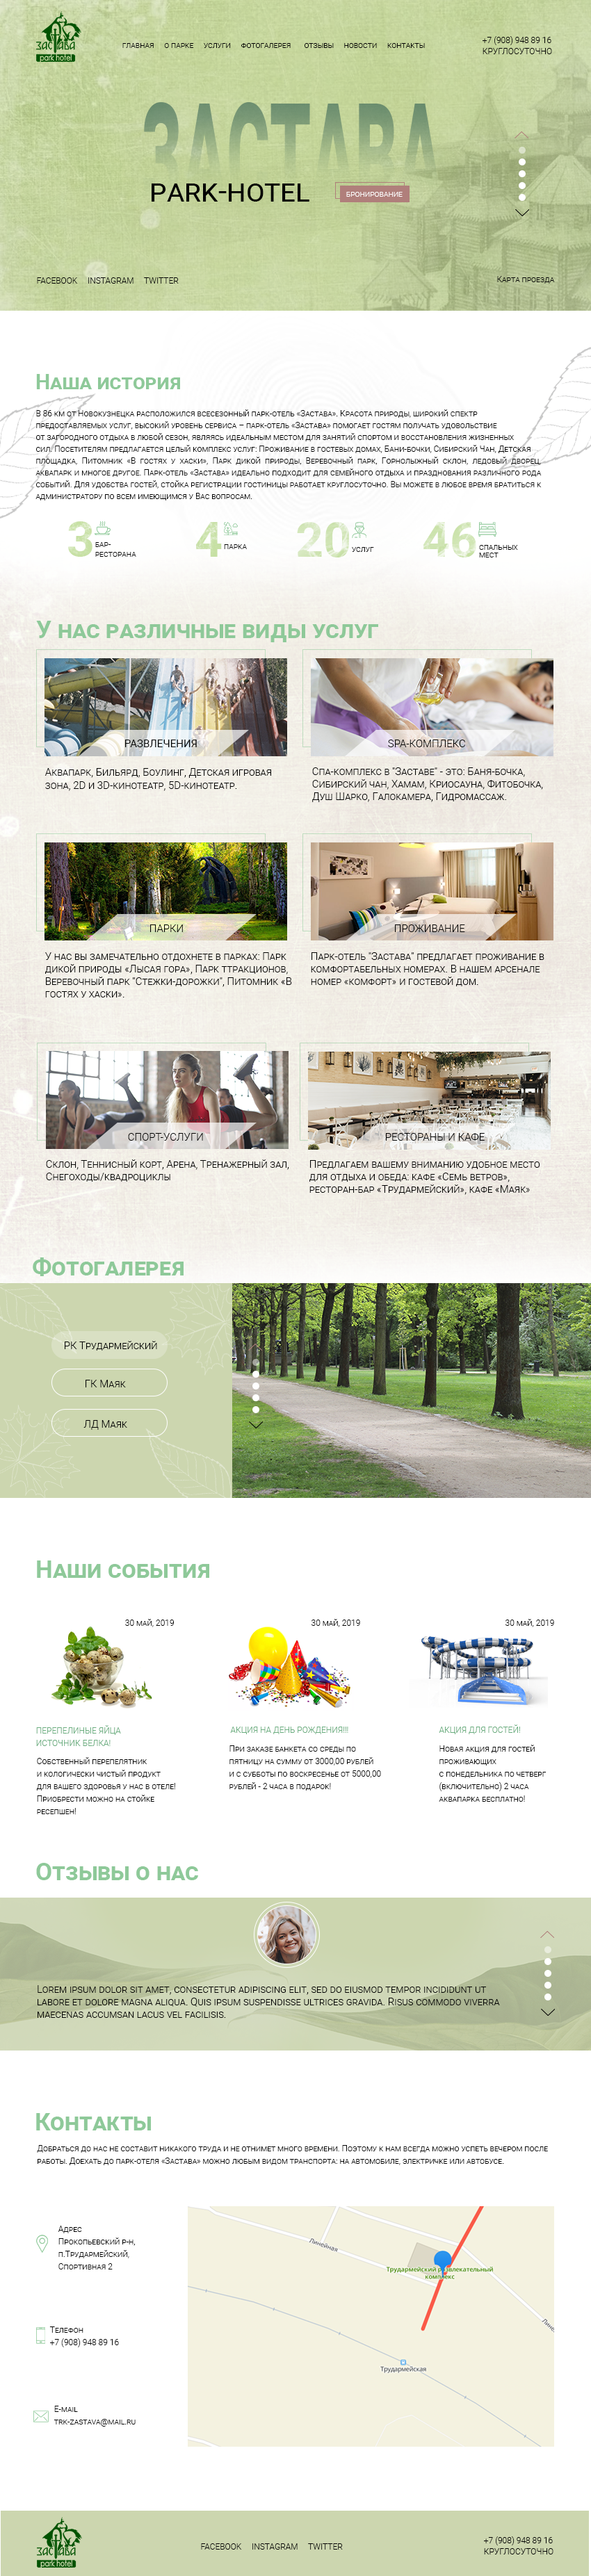 ЗАСТАВА
park hotel
ГЛАВНАЯ О ПАРКЕ УСЛУГИ ФОТОГАЛЕРЕЯ ОТЗЫВЫ НОВОСТИ КОНТАКТЫ
+7 (908) 948 89 16
КРУГЛОСУТОЧНО
ЗАСТАВА
PARK-HOTEL
БРОНИРОВАНИЕ
FACEBOOK INSTAGRAM TWITTER
Карта проезда
Наша история
В 86 км от Новокузнецка расположился всесезонный парк-отель «Застава». Красота природы, широкий спектр
предоставляемых услуг, высокий уровень сервиса – парк-отель «Застава» помогает гостям получать удовольствие
от загородного отдыха в любой сезон, являясь идеальным местом для занятий спортом и восстановления жизненных
сил. Посетителям предлагается целый комплекс услуг: Проживание в гостевых домах, Бани-бочки, Сибирский Чан, Детская
площадка, Питомник «В гостях у хаски», Парк дикой природы, Веревочный парк, Горнолыжный склон, ледовый дворец,
аквапарк и многое другое. Парк-отель «Застава» идеально подходит для семейного отдыха и празднования различного рода
событий. Для удобства гостей, стойка регистрации гостиницы работает круглосуточно. Вы можете в любое время братиться к
администратору по всем имеющимся у Вас вопросам.
3 бар-
ресторана
4 парка
20 услуг
46 спальных
мест
У нас различные виды услуг
РАЗВЛЕЧЕНИЯ
Аквапарк, Бильярд, Боулинг, Детская игровая
зона, 2D и 3D-кинотеатр, 5D-кинотеатр.
SPA-КОМПЛЕКС
Спа-комплекс в "Заставе" - это: Баня-бочка,
Сибирский чан, Хамам, Криосауна, Фитобочка,
Душ Шарко, Галокамера, Гидромассаж.
ПАРКИ
У нас вы замечательно отдохнете в парках: Парк
дикой природы «Лысая гора», Парк ттракционов,
Веревочный парк "Стежки-дорожки", Питомник «В
гостях у хаски».
ПРОЖИВАНИЕ
Парк-отель "Застава" предлагает проживание в
комфортабельных номерах. В нашем арсенале
номер «комфорт» и гостевой дом.
СПОРТ-УСЛУГИ
Склон, Теннисный корт, Арена, Тренажерный зал,
Снегоходы/квадроциклы
РЕСТОРАНЫ И КАФЕ
Предлагаем вашему вниманию удобное место
для отдыха и обеда: кафе «Семь ветров»,
ресторан-бар «Трудармейский», кафе «Маяк»
Фотогалерея
РК Трудармейский
ГК Маяк
ЛД Маяк
Наши события
30 май, 2019
ПЕРЕПЕЛИНЫЕ ЯЙЦА
ИСТОЧНИК БЕЛКА!
Собственный перепелятник
и кологически чистый продукт
для вашего здоровья у нас в отеле!
Приобрести можно на стойке
ресепшен!
30 май, 2019
АКЦИЯ НА ДЕНЬ РОЖДЕНИЯ!!!
При заказе банкета со среды по
пятницу на сумму от 3000,00 рублей
и с субботы по воскресенье от 5000,00
рублей - 2 часа в подарок!
30 май, 2019
АКЦИЯ ДЛЯ ГОСТЕЙ!
Новая акция для гостей
проживающих
с понедельника по четверг
(включительно) 2 часа
аквапарка бесплатно!
Отзывы о нас
Lorem ipsum dolor sit amet, consectetur adipiscing elit, sed do eiusmod tempor incididunt ut
labore et dolore magna aliqua. Quis ipsum suspendisse ultrices gravida. Risus commodo viverra
maecenas accumsan lacus vel facilisis.
Контакты
Добраться до нас не составит никакого труда и не отнимет много времени. Поэтому к нам всегда можно успеть вечером после
работы. Доехать до парк-отеля «Застава» можно любым видом транспорта: на автомобиле, электричке или автобусе.
Адрес
Прокопьевский р-н,
п.Трудармейский,
Спортивная 2
Телефон
+7 (908) 948 89 16
E-mail
trk-zastava@mail.ru
Линейная
Трудармейский развлекательный
комплекс
Трудармейская
ЗАСТАВА
park hotel
FACEBOOK INSTAGRAM TWITTER
+7 (908) 948 89 16
КРУГЛОСУТОЧНО